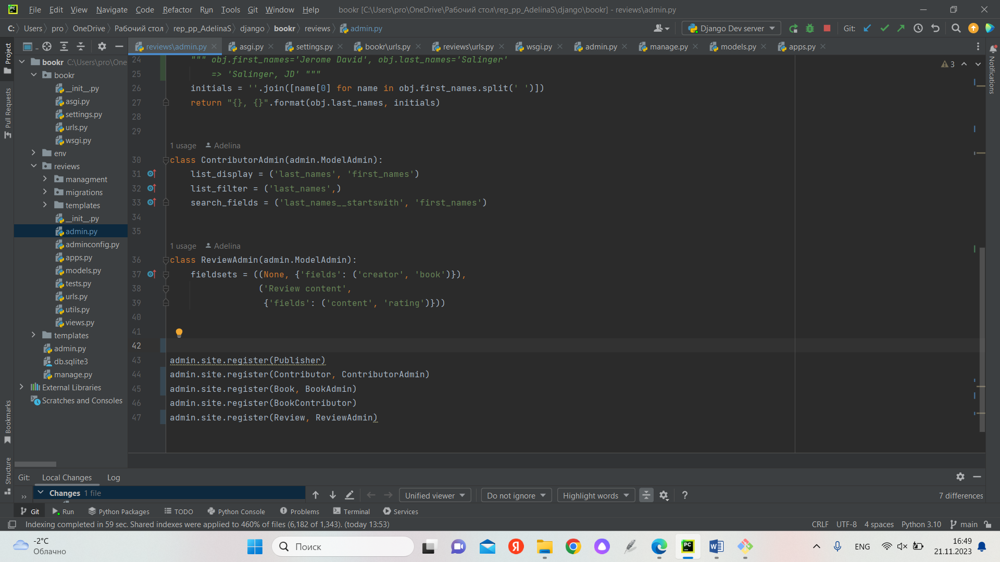 File Edit View Navigate Code Refactor Run Tools Git Window Help bookr [C:\Users\pro\OneDrive\Рабочий стол\rep_pp_AdelinaS\django\bookr] - reviews\admin.py
C: Users pro OneDrive Рабочий стол rep_pp_AdelinaS django bookr reviews admin.py Django Dev server Git:
reviews\admin.py asgi.py settings.py bookr\urls.py reviews\urls.py wsgi.py admin.py manage.py models.py apps.py
Project
Pull Requests
Bookmarks
Structure
Notifications
bookr C:\Users\pro\One
bookr
__init__.py
asgi.py
settings.py
urls.py
wsgi.py
env
reviews
managment
migrations
templates
__init__.py
admin.py
adminconfig.py
apps.py
models.py
tests.py
urls.py
utils.py
views.py
templates
admin.py
db.sqlite3
manage.py
External Libraries
Scratches and Consoles
3
24 """ obj.first_names='Jerome David', obj.last_names='Salinger'
25 => 'Salinger, JD' """
26 initials = ''.join([name[0] for name in obj.first_names.split(' ')])
27 return "{}, {}".format(obj.last_names, initials)
28
29
1 usage Adelina
30 class ContributorAdmin(admin.ModelAdmin):
31 list_display = ('last_names', 'first_names')
32 list_filter = ('last_names',)
33 search_fields = ('last_names__startswith', 'first_names')
34
35
1 usage Adelina
36 class ReviewAdmin(admin.ModelAdmin):
37 fieldsets = ((None, {'fields': ('creator', 'book')}),
38 ('Review content',
39 {'fields': ('content', 'rating')}))
40
41
42
43 admin.site.register(Publisher)
44 admin.site.register(Contributor, ContributorAdmin)
45 admin.site.register(Book, BookAdmin)
46 admin.site.register(BookContributor)
47 admin.site.register(Review, ReviewAdmin)
Git: Local Changes Log
Changes 1 file Unified viewer Do not ignore Highlight words ? 7 differences
Git Run Python Packages TODO Python Console Problems Terminal Services
Indexing completed in 59 sec. Shared indexes were applied to 460% of files (6,182 of 1,343). (today 13:53) CRLF UTF-8 4 spaces Python 3.10 main
-2°C
Облачно
Поиск
ENG
16:49
21.11.2023